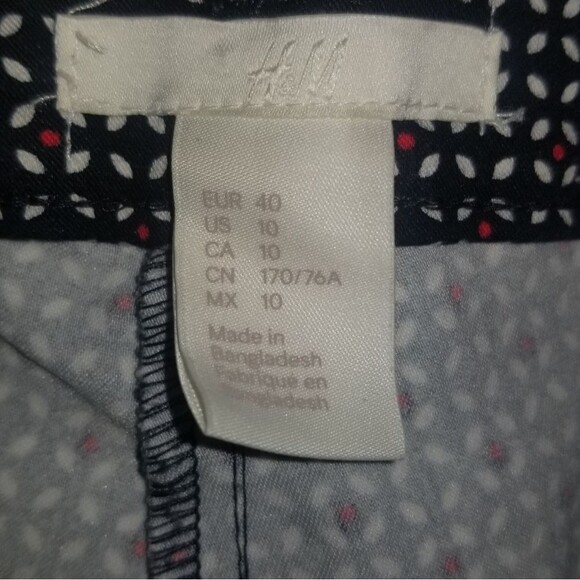 H&M
EUR 40
US 10
CA 10
CN 170/76A
MX 10
Made in
Bangladesh
Fabriqué en
Bangladesh